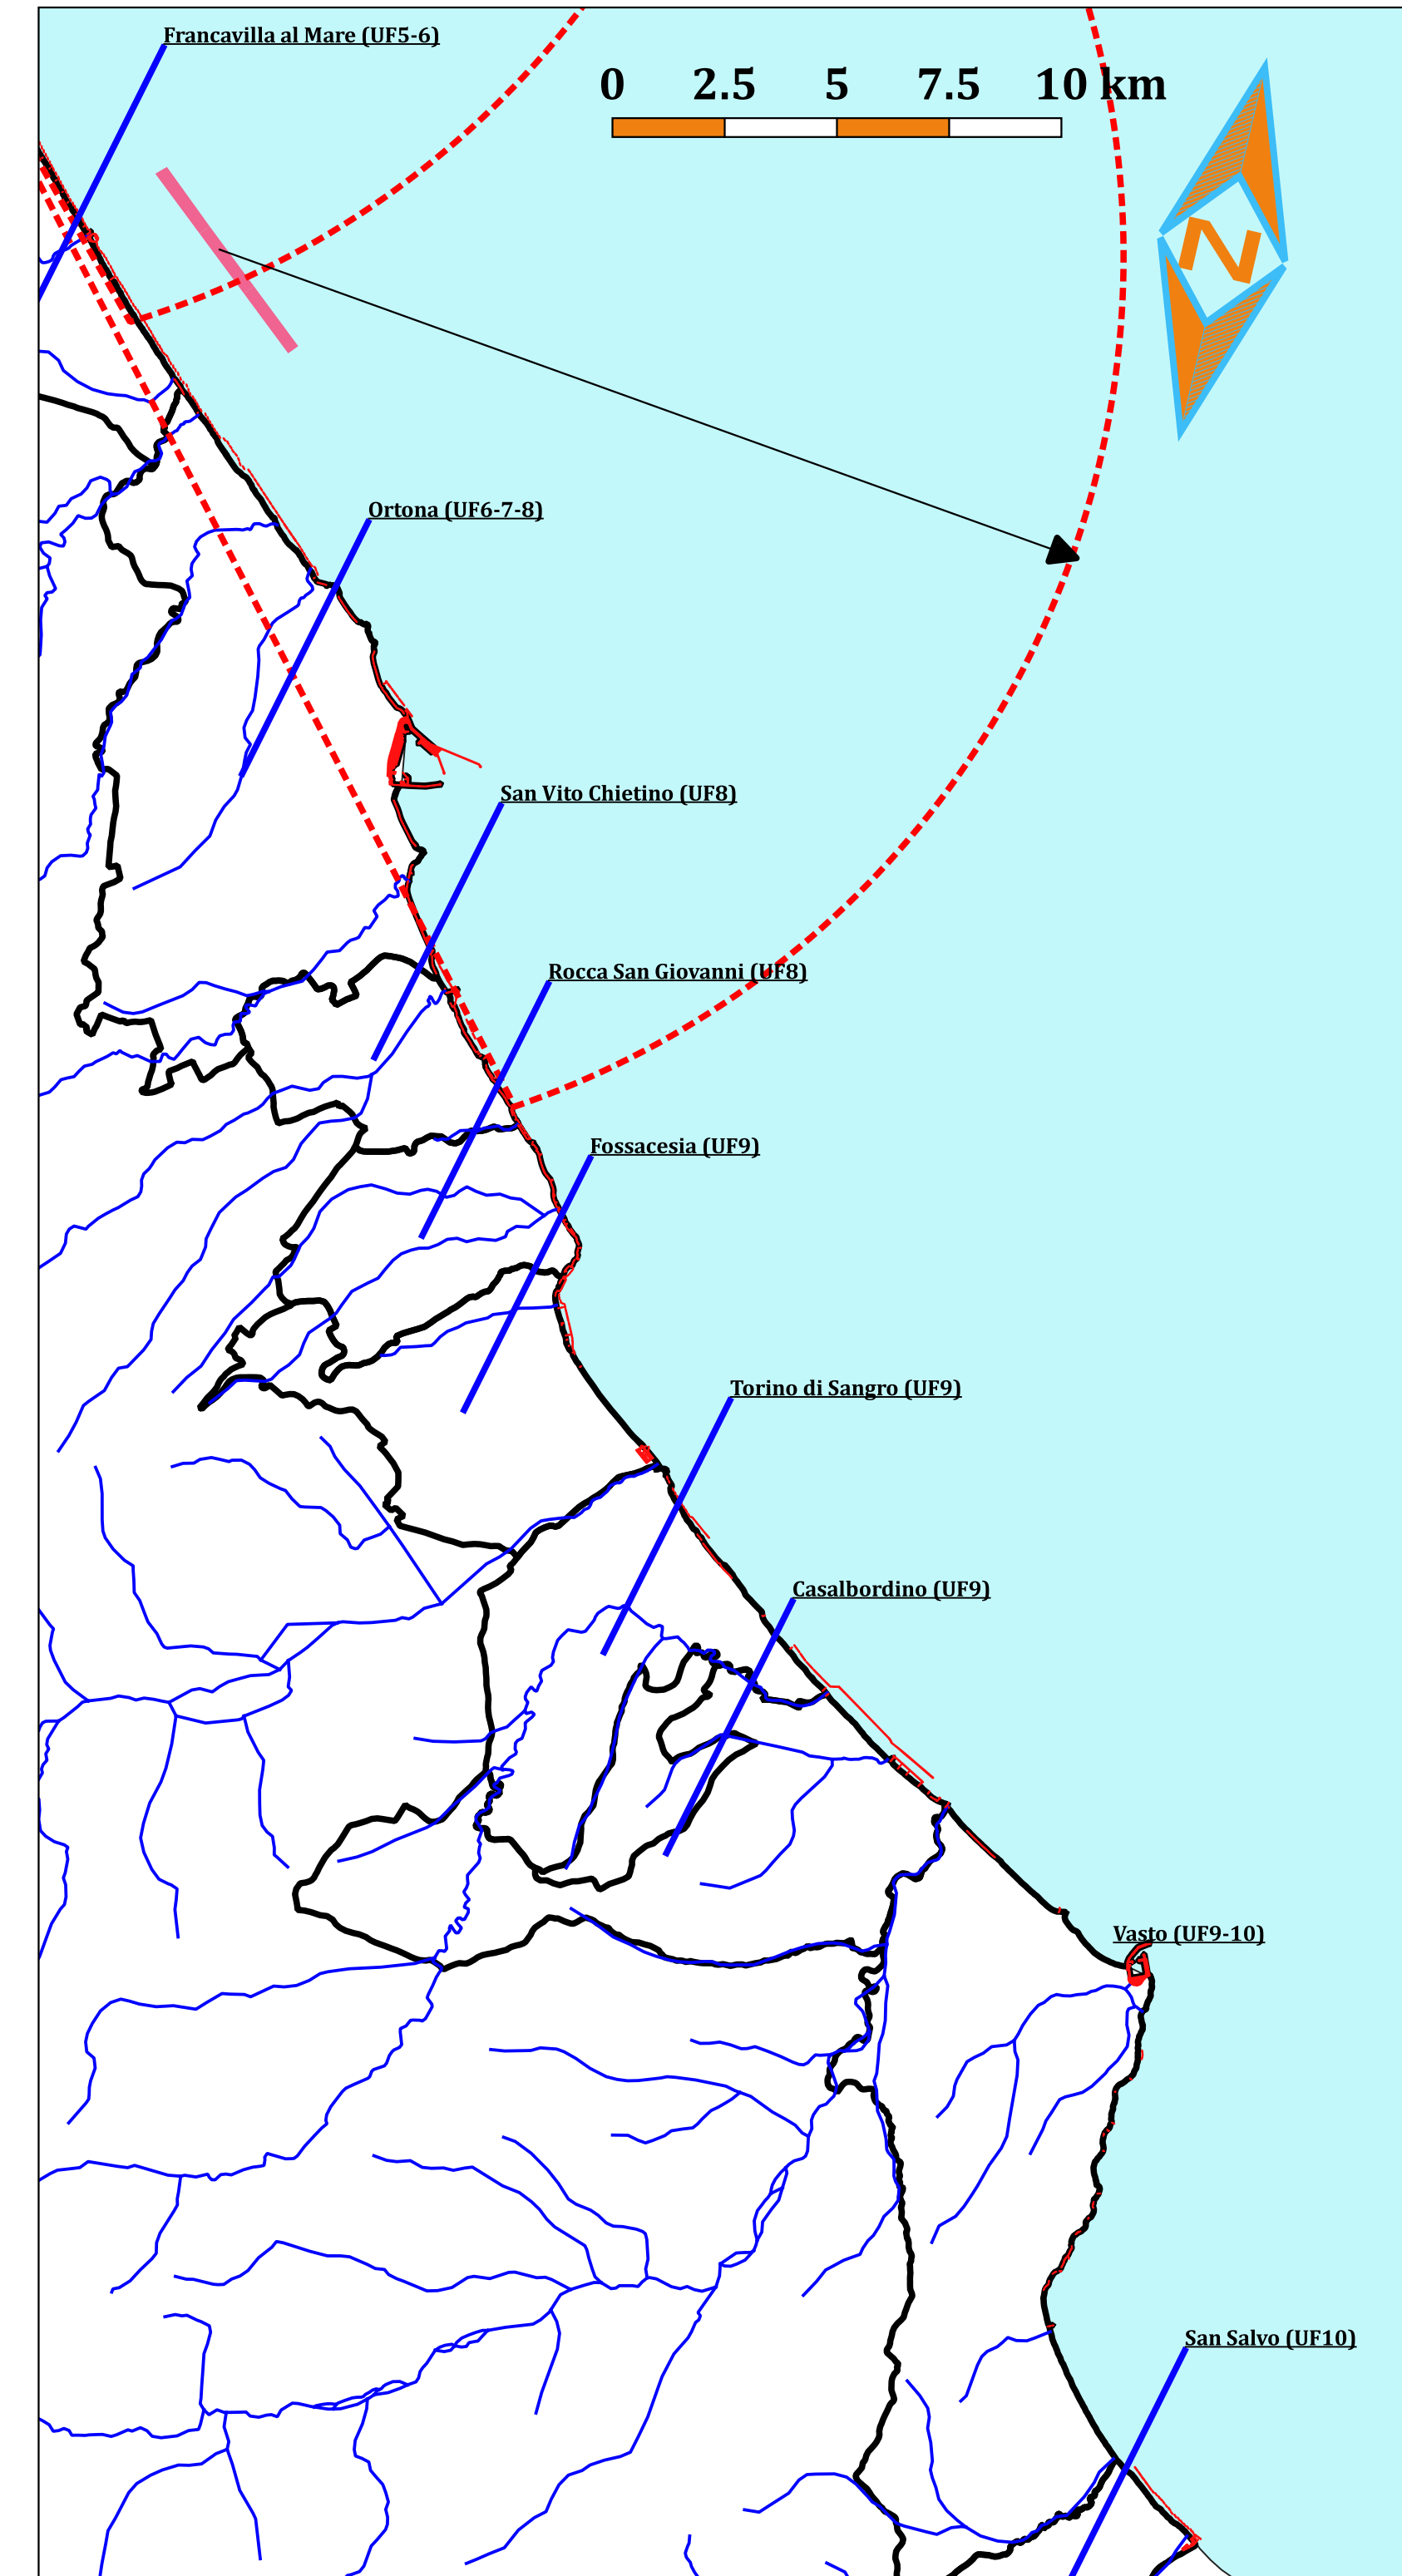 Francavilla al Mare (UF5-6)
0 2.5 5 7.5 10 km
N
Ortona (UF6-7-8)
San Vito Chietino (UF8)
Rocca San Giovanni (UF8)
Fossacesia (UF9)
Torino di Sangro (UF9)
Casalbordino (UF9)
Vasto (UF9-10)
San Salvo (UF10)